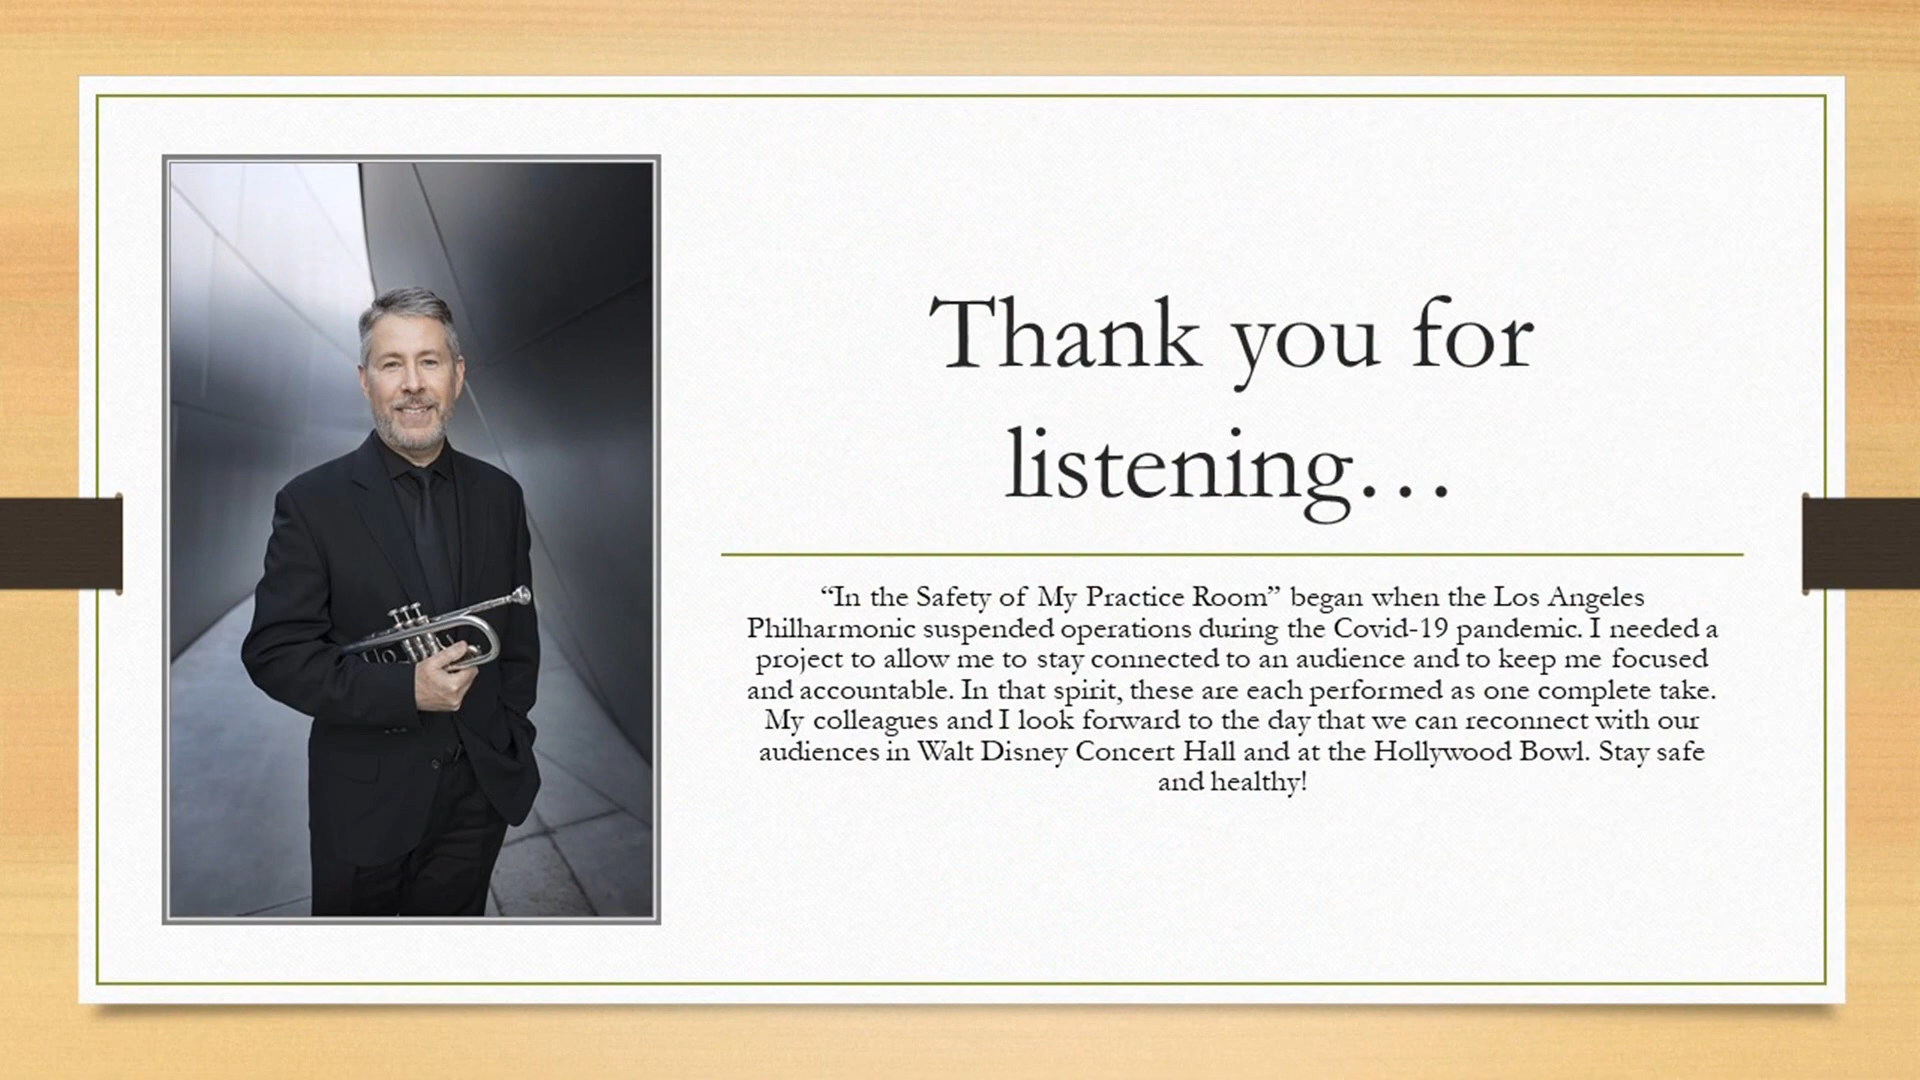 Thank you for
listening…
“In the Safety of My Practice Room” began when the Los Angeles
Philharmonic suspended operations during the Covid-19 pandemic. I needed a
project to allow me to stay connected to an audience and to keep me focused
and accountable. In that spirit, these are each performed as one complete take.
My colleagues and I look forward to the day that we can reconnect with our
audiences in Walt Disney Concert Hall and at the Hollywood Bowl. Stay safe
and healthy!